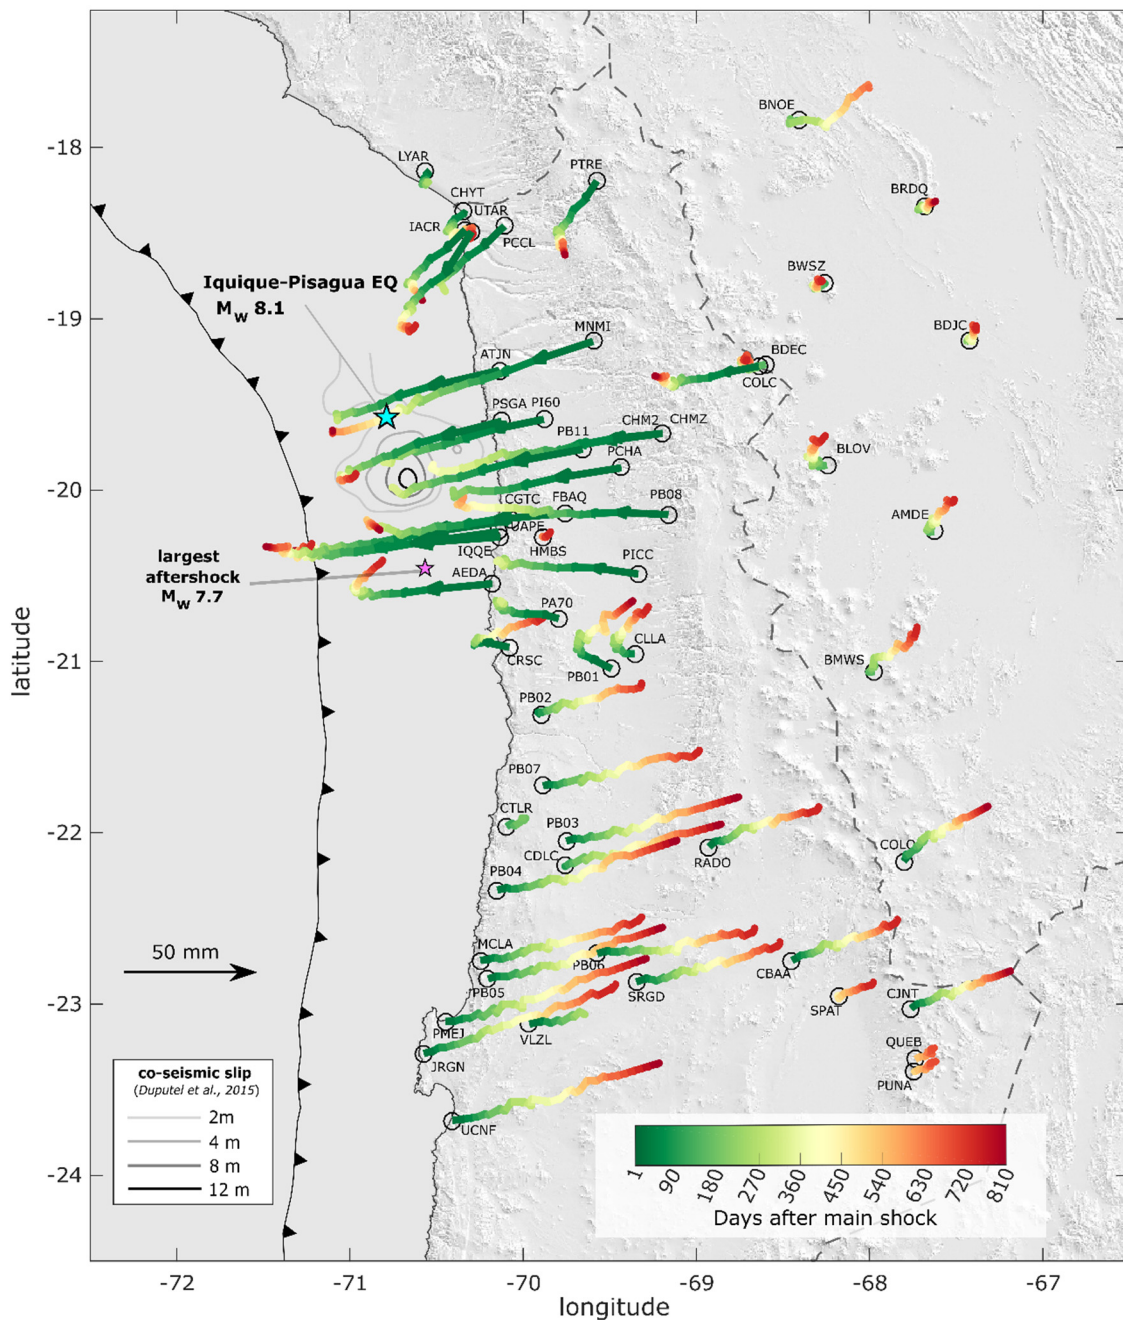 BNOE
-18
LYAR
PTRE
CHYT
BRDQ
UTAR
IACR
PCCL
Iquique-Pisagua EQ
BWSZ
Mw 8.1
-19
MNMI
BDJC
ATJN
BDEC
COLC
PSGA PI60
CHM2 CHMZ
PB11
BLOV
PCHA
-20
CGTC FBAQ
PB08
AMDE
UAPE
largest
IQQE
HMBS
PICC
aftershock
AEDA
Mw 7.7
PA70
CLLA
-21
CRSC
BMWS
PB01
latitude
PB02
PB07
CTLR
-22
PB03
COLO
CDLC
RADO
PB04
50 mm
MCLA
PB06
CBAA
PB05
SRGD
CJNT
-23
SPAT
PMEJ
VLZL
QUEB
JRGN
PUNA
co-seismic slip
(Duputel et al., 2015)
2m
4 m
8 m
12 m
UCNF
-24
1 90 180 270 360 450 540 630 720 810
Days after main shock
-72 -71 -70 -69 -68 -67
longitude